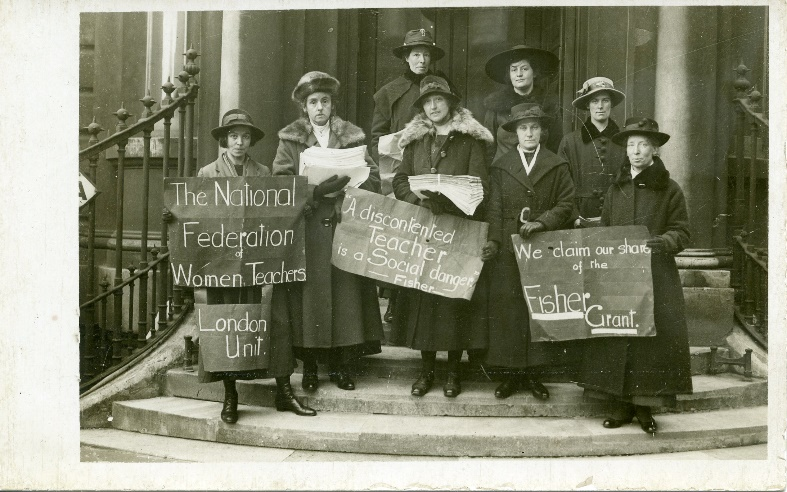 The National
Federation
of
Women Teachers
London
Unit.
"A discontented
Teacher
is a Social danger."
— Fisher. —
We claim our share
of the
Fisher
Grant.